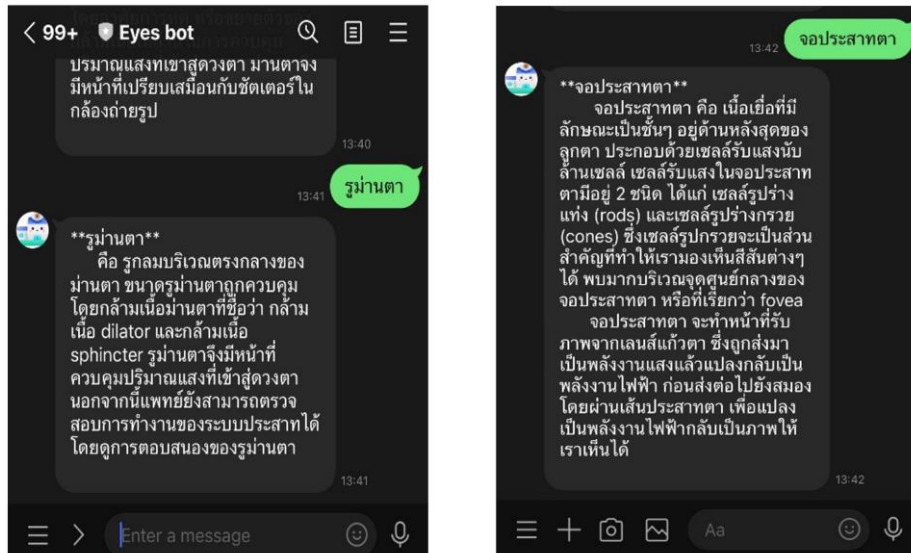 99+ Eyes bot
ปริมาณแสงที่เข้าสู่ดวงตา ม่านตาจึง
มีหน้าที่เปรียบเสมือนกับชัตเตอร์ใน
กล้องถ่ายรูป
13:40
รูม่านตา
13:41
**รูม่านตา**
คือ รูกลมบริเวณตรงกลางของ
ม่านตา ขนาดรูม่านตาถูกควบคุม
โดยกล้ามเนื้อม่านตาที่ชื่อว่า กล้าม
เนื้อ dilator และกล้ามเนื้อ
sphincter รูม่านตาจึงมีหน้าที่
ควบคุมปริมาณแสงที่เข้าสู่ดวงตา
นอกจากนี้แพทย์ยังสามารถตรวจ
สอบการทำงานของระบบประสาทได้
โดยดูการตอบสนองของรูม่านตา
13:41
Enter a message
จอประสาทตา
13:42
**จอประสาทตา**
จอประสาทตา คือ เนื้อเยื่อที่มี
ลักษณะเป็นชั้นๆ อยู่ด้านหลังสุดของ
ลูกตา ประกอบด้วยเซลล์รับแสงนับ
ล้านเซลล์ เซลล์รับแสงในจอประสาท
ตามีอยู่ 2 ชนิด ได้แก่ เซลล์รูปร่าง
แท่ง (rods) และเซลล์รูปร่างกรวย
(cones) ซึ่งเซลล์รูปกรวยจะเป็นส่วน
สำคัญที่ทำให้เรามองเห็นสีสันต่างๆ
ได้ พบมากบริเวณจุดศูนย์กลางของ
จอประสาทตา หรือที่เรียกว่า fovea
จอประสาทตา จะทำหน้าที่รับ
ภาพจากเลนส์แก้วตา ซึ่งถูกส่งมา
เป็นพลังงานแสงแล้วแปลงกลับเป็น
พลังงานไฟฟ้า ก่อนส่งต่อไปยังสมอง
โดยผ่านเส้นประสาทตา เพื่อแปลง
เป็นพลังงานไฟฟ้ากลับเป็นภาพให้
เราเห็นได้
13:42
Aa